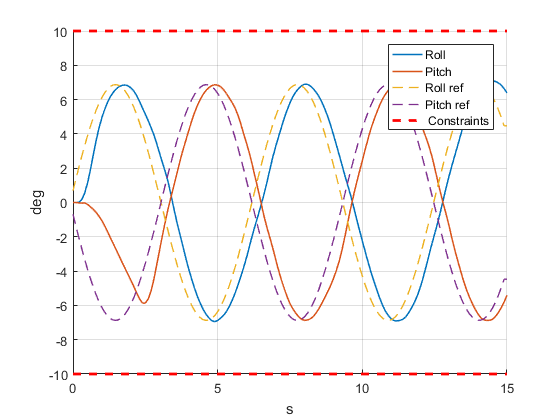 10
8
6
4
2
0
-2
-4
-6
-8
-10
deg
0
5
10
15
s
Roll
Pitch
Roll ref
Pitch ref
Constraints